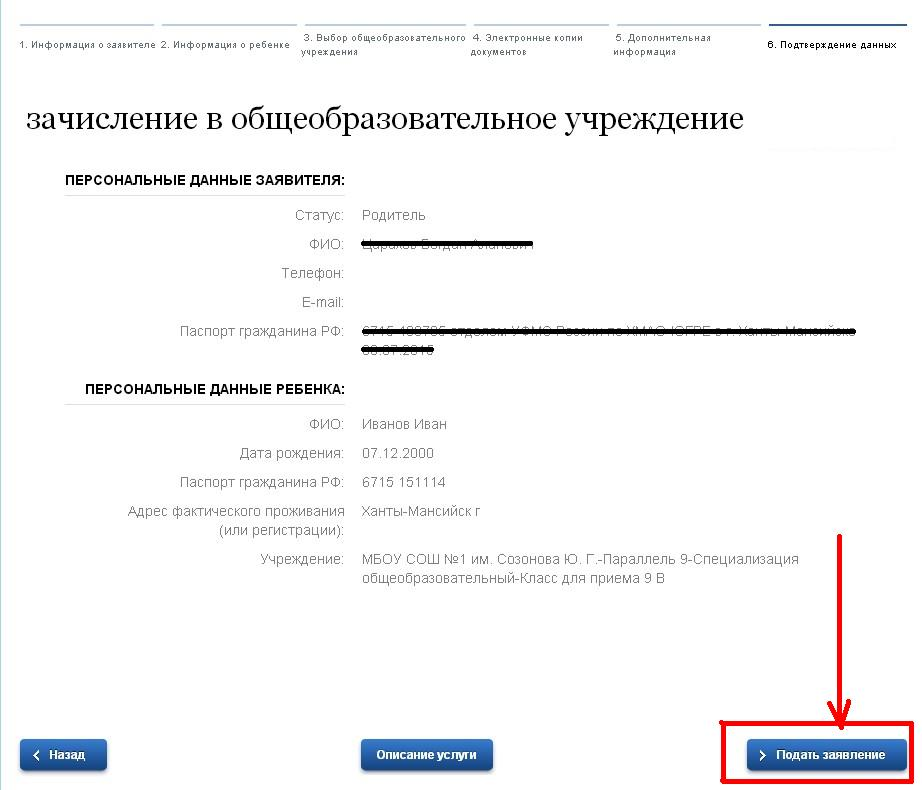 1. Информация о заявителе
2. Информация о ребенке
3. Выбор общеобразовательного
учреждения
4. Электронные копии
документов
5. Дополнительная
информация
6. Подтверждение данных
зачисление в общеобразовательное учреждение
ПЕРСОНАЛЬНЫЕ ДАННЫЕ ЗАЯВИТЕЛЯ:
Статус: Родитель
ФИО:
Телефон:
E-mail:
Паспорт гражданина РФ:
ПЕРСОНАЛЬНЫЕ ДАННЫЕ РЕБЕНКА:
ФИО: Иванов Иван
Дата рождения: 07.12.2000
Паспорт гражданина РФ: 6715 151114
Адрес фактического проживания Ханты-Мансийск г
(или регистрации):
Учреждение: МБОУ СОШ №1 им. Созонова Ю. Г.-Параллель 9-Специализация
общеобразовательный-Класс для приема 9 В
Назад
Описание услуги
Подать заявление